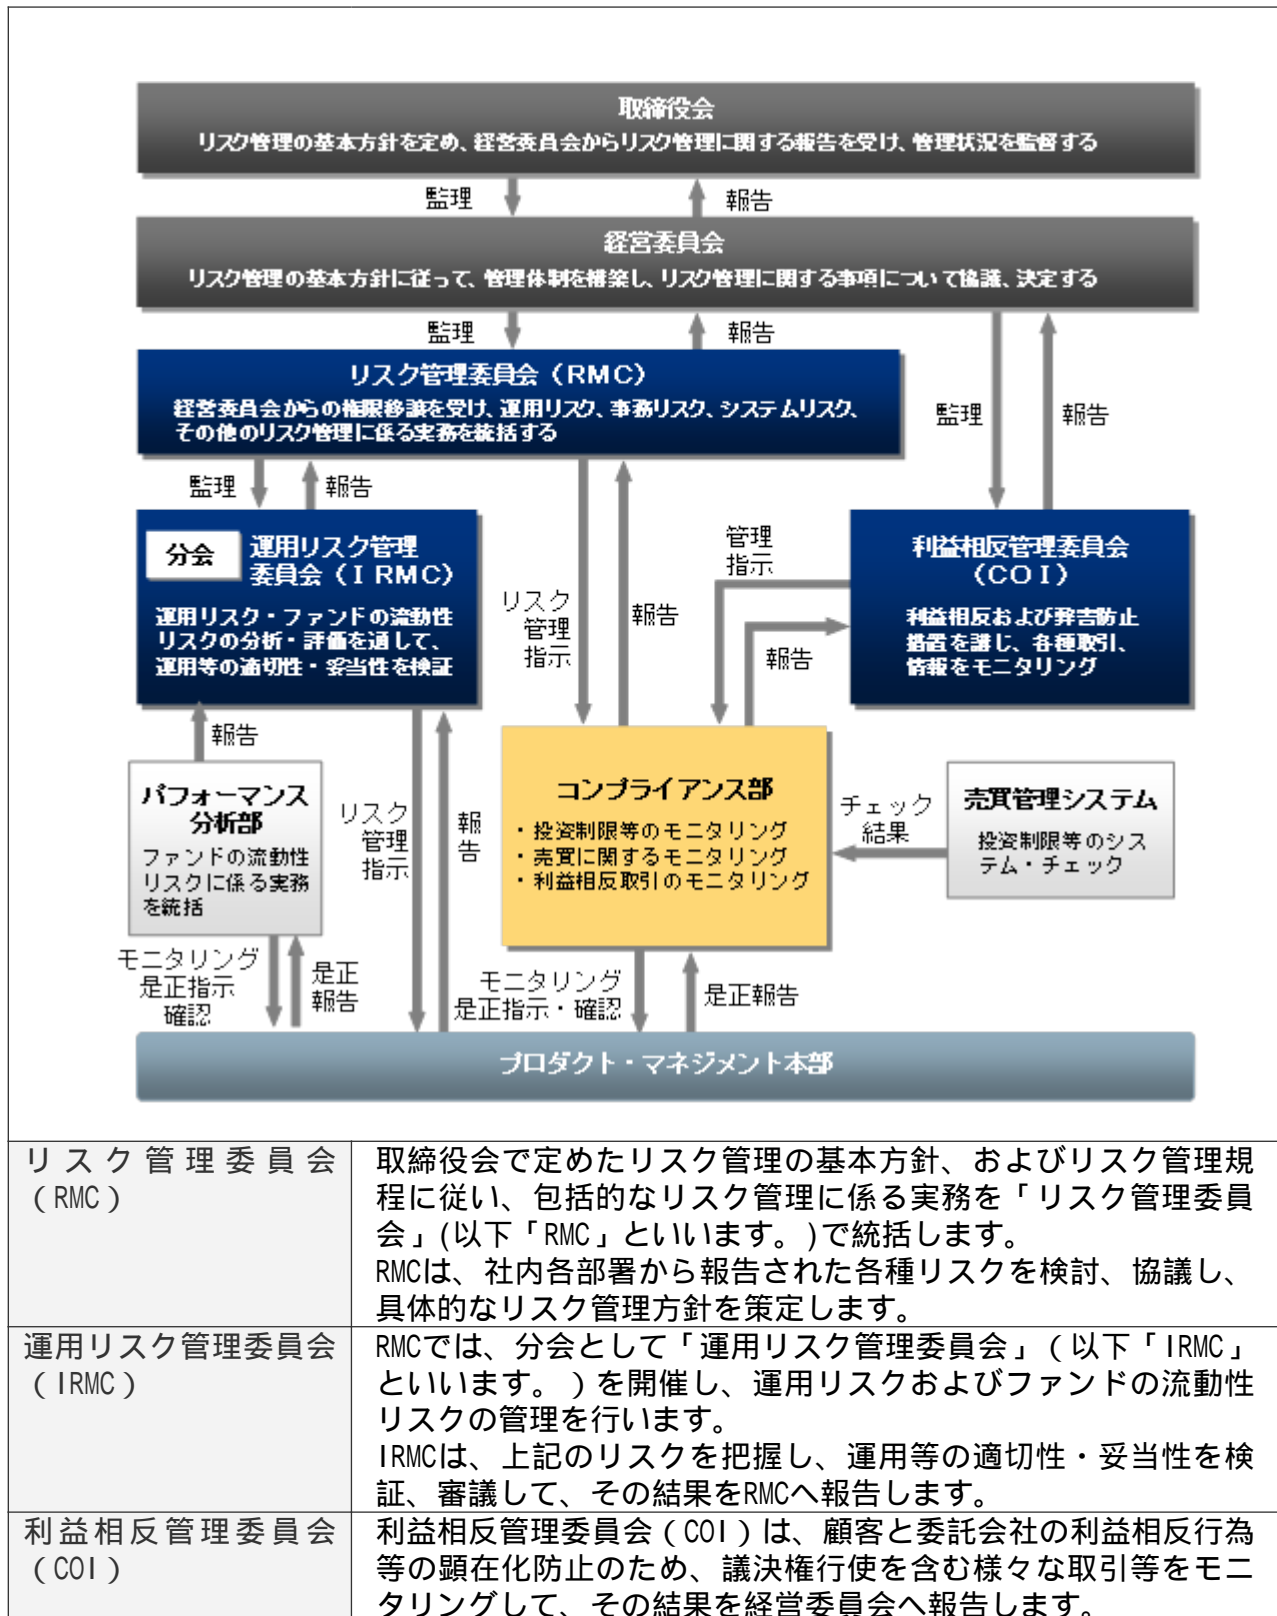 取締役会
リスク管理の基本方針を定め、経営委員会からリスク管理に関する報告を受け、管理状況を監督する
監理
報告
経営委員会
リスク管理の基本方針に従って、管理体制を構築し、リスク管理に関する事項について協議、決定する
監理
報告
リスク管理委員会（RMC）
経営委員会からの権限移譲を受け、運用リスク、事務リスク、システムリスク、
その他のリスク管理に係る実務を統括する
監理
報告
監理
報告
分会
運用リスク管理
委員会（IRMC）
運用リスク・ファンドの流動性
リスクの分析・評価を通して、
運用等の適切性・妥当性を検証
リスク
管理
指示
報告
管理
指示
報告
利益相反管理委員会
（COI）
利益相反および弊害防止
措置を講じ、各種取引、
情報をモニタリング
報告
パフォーマンス
分析部
ファンドの流動性
リスクに係る実務
を統括
リスク
管理
指示
報
告
コンプライアンス部
・投資制限等のモニタリング
・売買に関するモニタリング
・利益相反取引のモニタリング
チェック
結果
売買管理システム
投資制限等のシス
テム・チェック
モニタリング
是正指示
確認
是正
報告
モニタリング
是正指示・確認
是正報告
プロダクト・マネジメント本部
リスク管理委員会
（RMC）
取締役会で定めたリスク管理の基本方針、およびリスク管理規
程に従い、包括的なリスク管理に係る実務を「リスク管理委員
会」(以下「RMC」といいます。)で統括します。
RMCは、社内各部署から報告された各種リスクを検討、協議し、
具体的なリスク管理方針を策定します。
運用リスク管理委員会
（IRMC）
RMCでは、分会として「運用リスク管理委員会」（以下「IRMC」
といいます。）を開催し、運用リスクおよびファンドの流動性
リスクの管理を行います。
IRMCは、上記のリスクを把握し、運用等の適切性・妥当性を検
証、審議して、その結果をRMCへ報告します。
利益相反管理委員会
（COI）
利益相反管理委員会（COI）は、顧客と委託会社の利益相反行為
等の顕在化防止のため、議決権行使を含む様々な取引等をモニ
タリングして、その結果を経営委員会へ報告します。